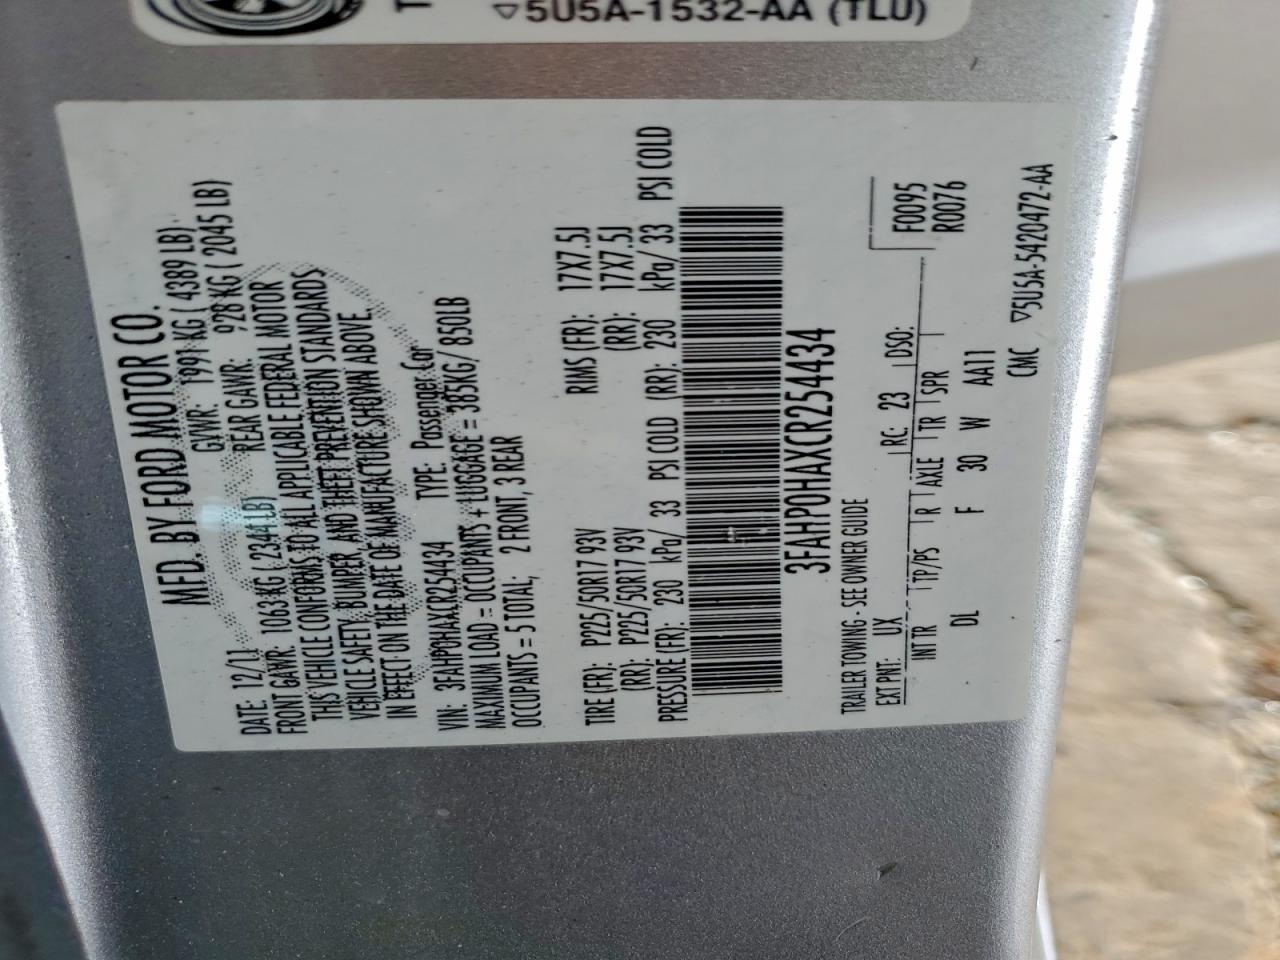 5U5A-1532-AA (TLU)
MFD. BY FORD MOTOR CO.
DATE: 12/11 GVWR: 1991 KG ( 4389 LB)
FRONT GAWR: 1063 KG ( 2344LB) REAR GAWR: 928 KG ( 2045 LB)
THIS VEHICLE CONFORMS TO ALL APPLICABLE FEDERAL MOTOR
VEHICLE SAFETY, BUMPER, AND THEFT PREVENTION STANDARDS
IN EFFECT ON THE DATE OF MANUFACTURE SHOWN ABOVE.
VIN: 3FAHP0HAXCR254434 TYPE: Passenger Car
MAXIMUM LOAD = OCCUPANTS + LUGGAGE = 385KG/ 850LB
OCCUPANTS = 5 TOTAL, 2 FRONT, 3 REAR
TIRE (FR): P225/50R17 93V RIMS (FR): 17X7.5J
(RR): P225/50R17 93V (RR): 17X7.5J
PRESSURE (FR): 230 kPa/ 33 PSI COLD (RR): 230 kPa/ 33 PSI COLD
3FAHP0HAXCR254434
TRAILER TOWING - SEE OWNER GUIDE
EXT PNT: UX RC: 23 DSO: F0095
INT TR TP/PS R AXLE TR SPR R0076
DL F 30 W AA11
CMC 5U5A-5420472-AA